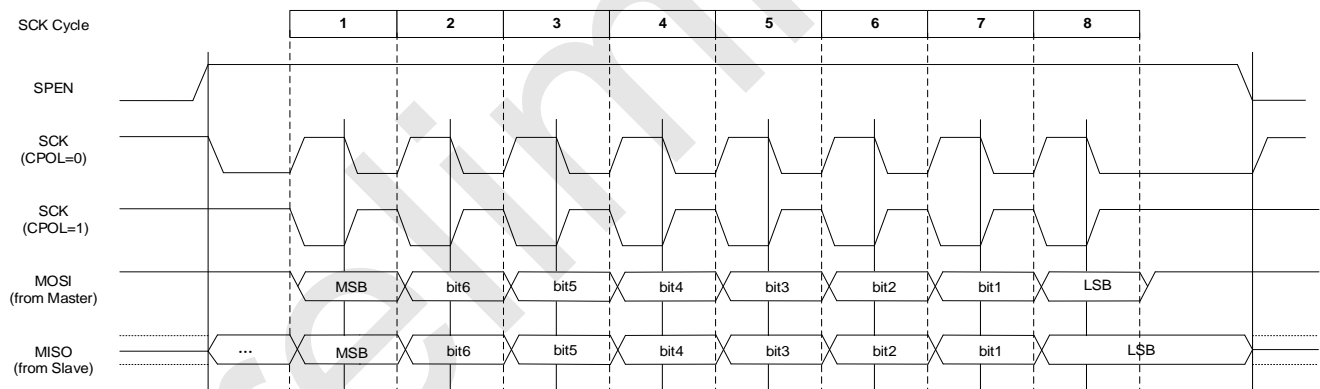 SCK Cycle 1 2 3 4 5 6 7 8
SPEN
SCK
(CPOL=0)
SCK
(CPOL=1)
MOSI
(from Master)
MSB bit6 bit5 bit4 bit3 bit2 bit1 LSB
MISO
(from Slave)
... MSB bit6 bit5 bit4 bit3 bit2 bit1 LSB
relim